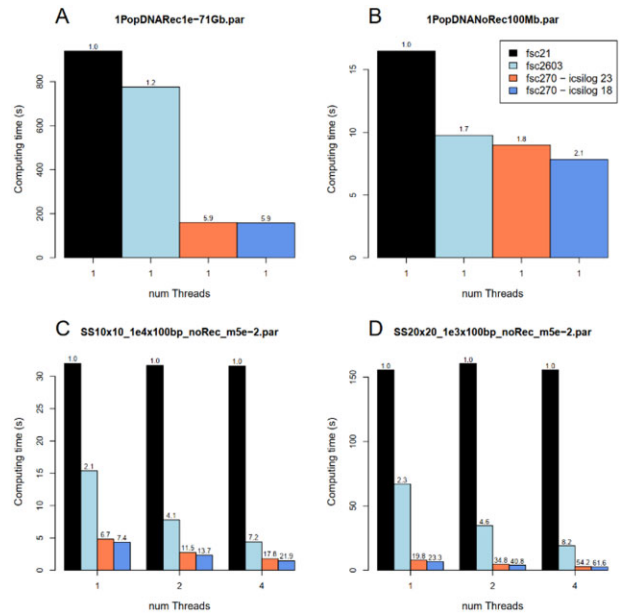 A
1PopDNARec1e-71Gb.par
Computing time (s)
800
600
400
200
0
1.0
1.2
5.9
5.9
1 1 1 1
num Threads
B
1PopDNANoRec100Mb.par
fsc21
fsc2603
fsc270 − icsilog 23
fsc270 − icsilog 18
Computing time (s)
15
10
5
0
1.0
1.7
1.8
2.1
1 1 1 1
num Threads
C
SS10x10_1e4x100bp_noRec_m5e-2.par
Computing time (s)
30
25
20
15
10
5
0
1.0 1.0 1.0
2.1 4.1 7.2
6.7 7.4 11.5 13.7 17.8 21.9
1 2 4
num Threads
D
SS20x20_1e3x100bp_noRec_m5e-2.par
Computing time (s)
150
100
50
0
1.0 1.0 1.0
2.3 4.6 8.2
19.8 23.3 34.8 40.8 54.2 61.6
1 2 4
num Threads